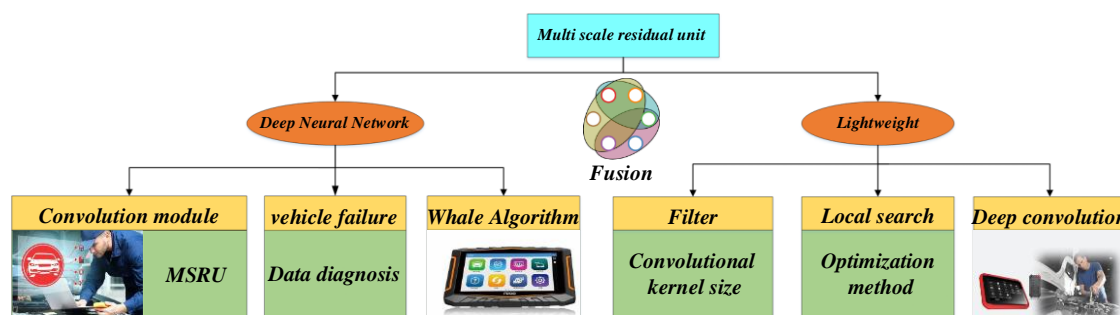 Multi scale residual unit
Deep Neural Network
Lightweight
Fusion
Convolution module
vehicle failure
Whale Algorithm
Filter
Local search
Deep convolution
MSRU
Data diagnosis
Convolutional
kernel size
Optimization
method